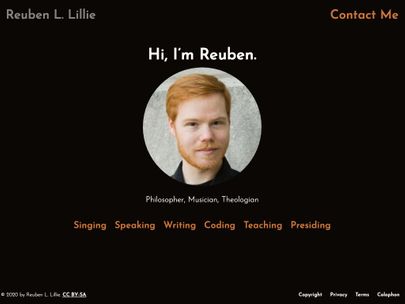 Reuben L. Lillie
Contact Me
Hi, I'm Reuben.
Philosopher, Musician, Theologian
Singing Speaking Writing Coding Teaching Presiding
© 2020 by Reuben L. Lillie. CC BY-SA
Copyright Privacy Terms Colophon